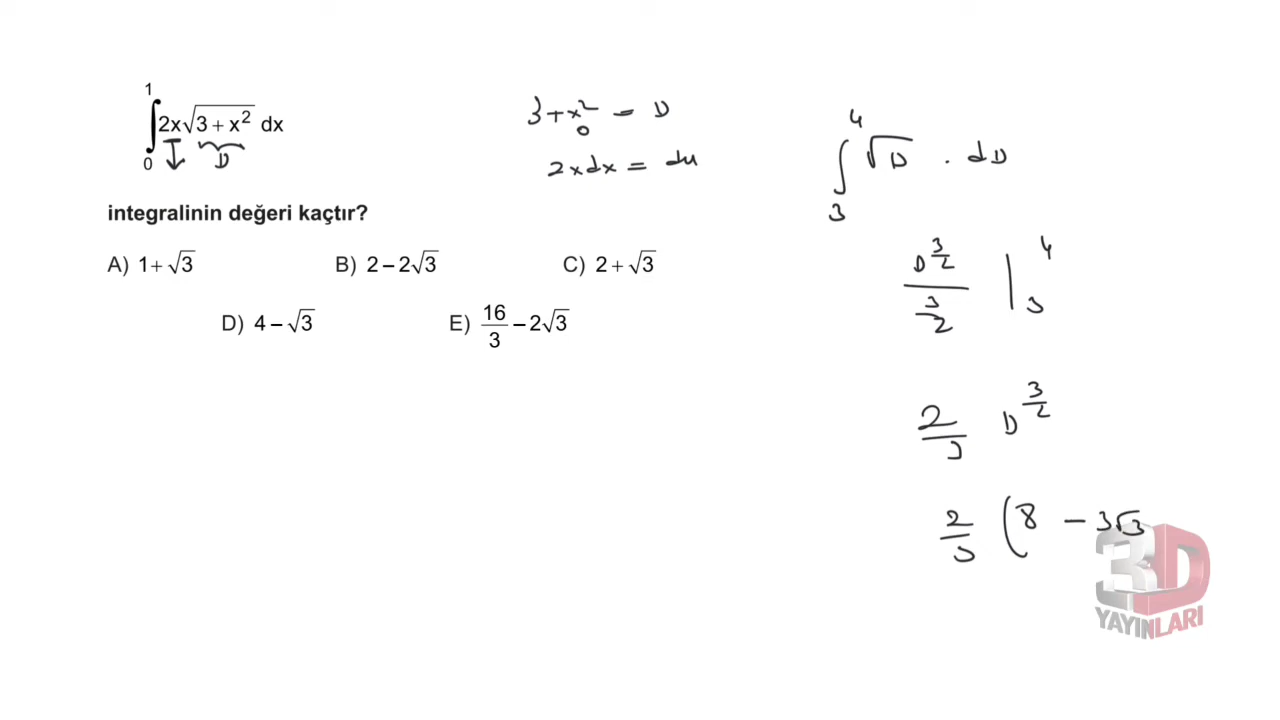 ∫₀¹ 2x√(3 + x²) dx
D
integralinin değeri kaçtır?
A) 1 + √3 B) 2 – 2√3 C) 2 + √3
D) 4 – √3 E) 16/3 – 2√3
3 + x² = D
0
2x dx = du
∫₃⁴ √D . dD
D^(3/2) / (3/2) |₃⁴
2/3 D^(3/2)
2/3 (8 – 3√3
3D
YAYINLARI